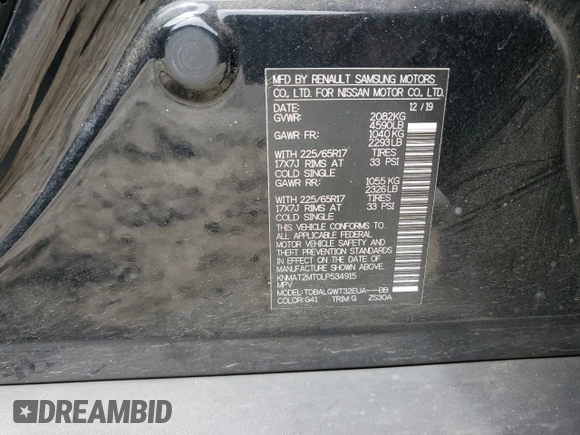 MFD BY RENAULT SAMSUNG MOTORS
CO., LTD. FOR NISSAN MOTOR CO., LTD.
DATE: 12/19
GVWR: 2082KG
4590LB
GAWR FR: 1040KG
2293LB
WITH 225/65R17 TIRES
17X7J RIMS AT 33 PSI
COLD SINGLE
GAWR RR: 1055KG
2326LB
WITH 225/65R17 TIRES
17X7J RIMS AT 33 PSI
COLD SINGLE
THIS VEHICLE CONFORMS TO
ALL APPLICABLE FEDERAL
MOTOR VEHICLE SAFETY AND
THEFT PREVENTION STANDARDS
IN EFFECT ON THE DATE OF
MANUFACTURE SHOWN ABOVE.
KNMAT2MT0LP534915
MPV
MODEL: TDBALGWT32EUA---DB
COLOR:G41 TRIM:G ZS30A
DREAMBID